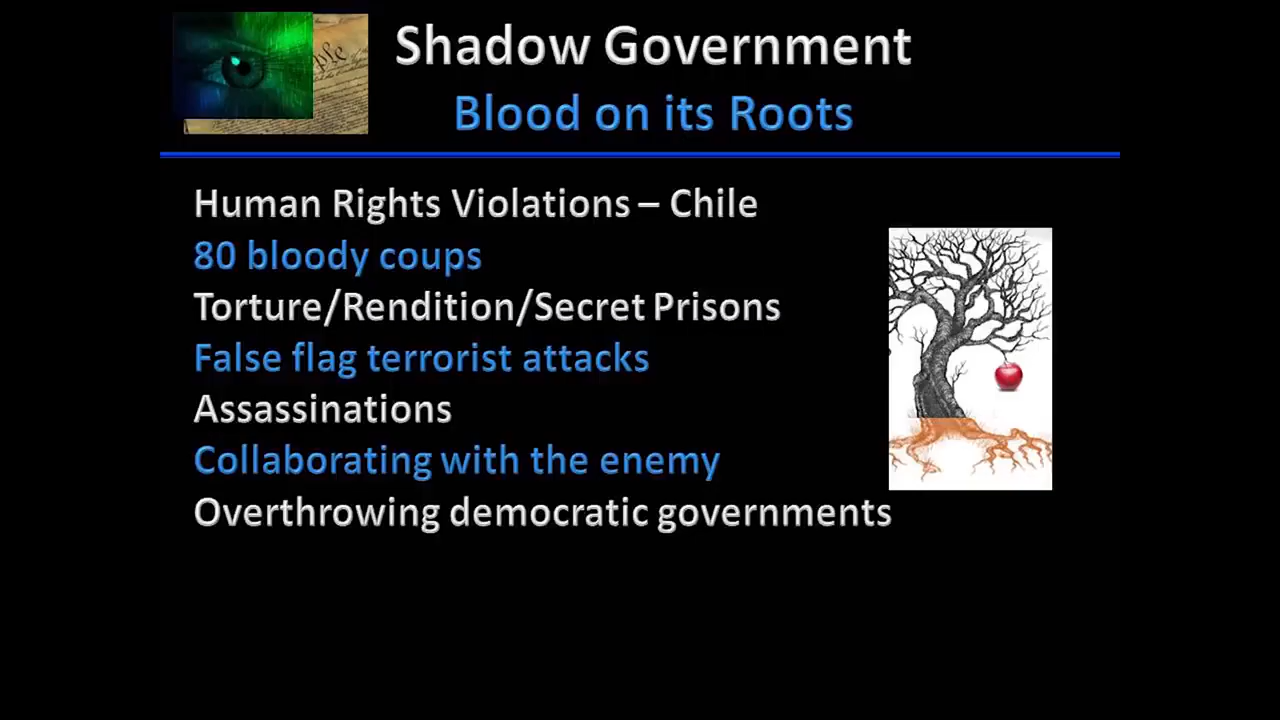 Shadow Government
Blood on its Roots
Human Rights Violations – Chile
80 bloody coups
Torture/Rendition/Secret Prisons
False flag terrorist attacks
Assassinations
Collaborating with the enemy
Overthrowing democratic governments